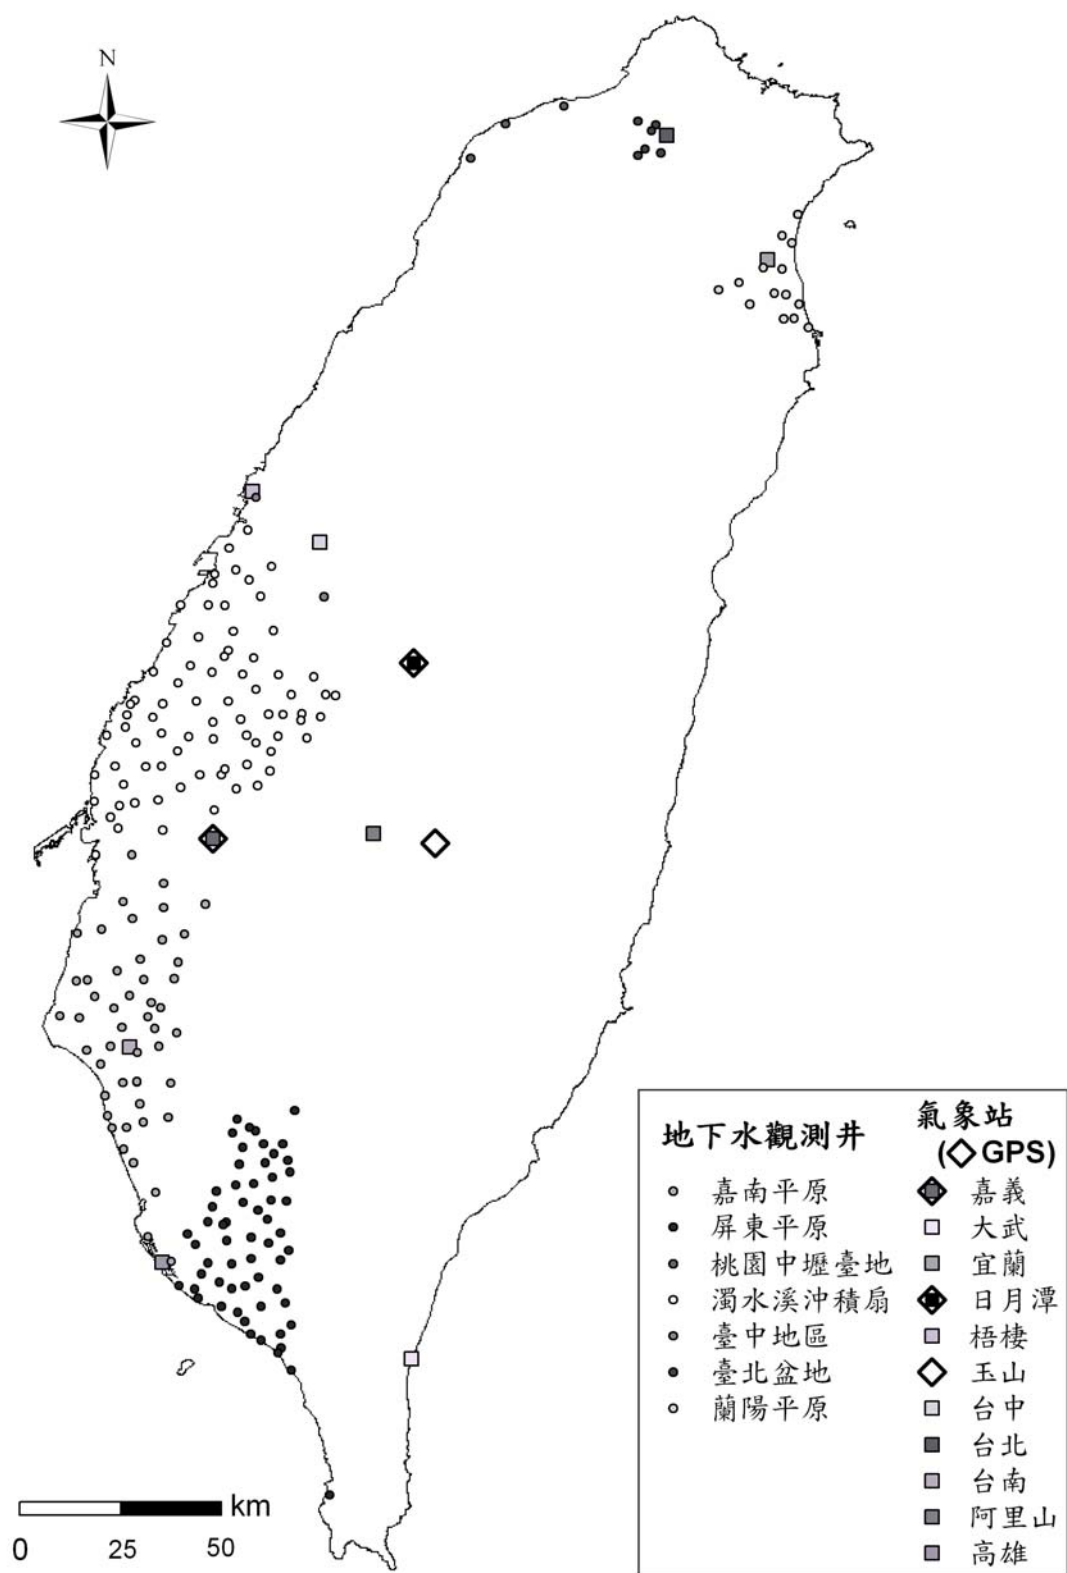 N
地下水觀測井
嘉南平原
屏東平原
桃園中壢臺地
濁水溪沖積扇
臺中地區
臺北盆地
蘭陽平原
氣象站
(◇GPS)
嘉義
大武
宜蘭
日月潭
梧棲
玉山
台中
台北
台南
阿里山
高雄
km
0 25 50